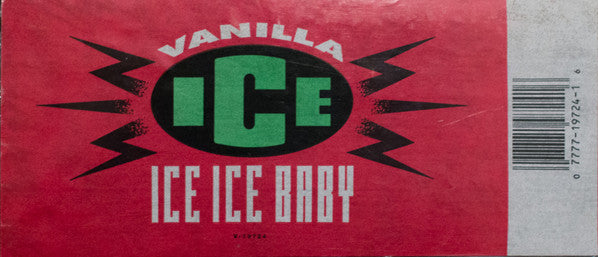 VANILLA
ICE
ICE ICE BABY
V-19724
0 7777-19724-1 6